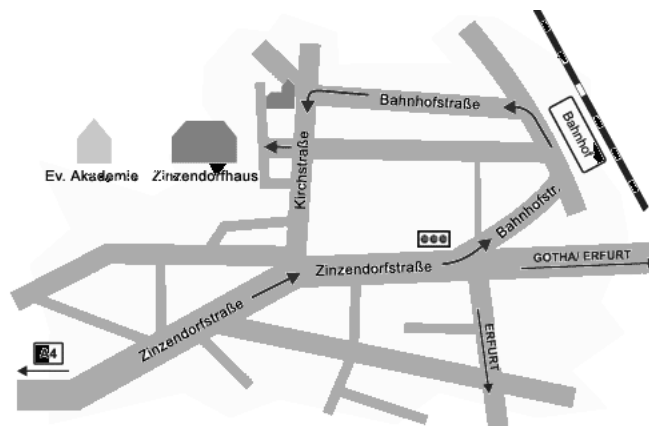 Bahnhofstraße
Bahnhof
Ev. Akademie
Zinzendorfhaus
Kirchstraße
Bahnhofstr.
Zinzendorfstraße
GOTHA/ ERFURT
Zinzendorfstraße
A4
ERFURT